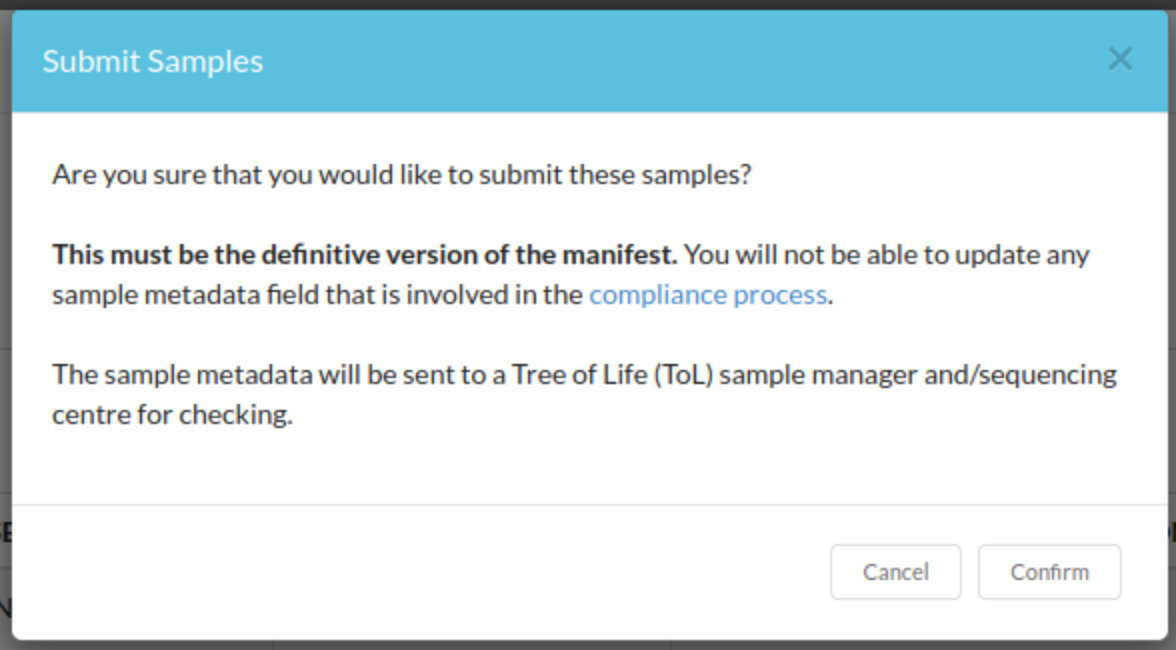 Submit Samples
Are you sure that you would like to submit these samples?
This must be the definitive version of the manifest. You will not be able to update any
sample metadata field that is involved in the compliance process.
The sample metadata will be sent to a Tree of Life (ToL) sample manager and/sequencing
centre for checking.
Cancel
Confirm